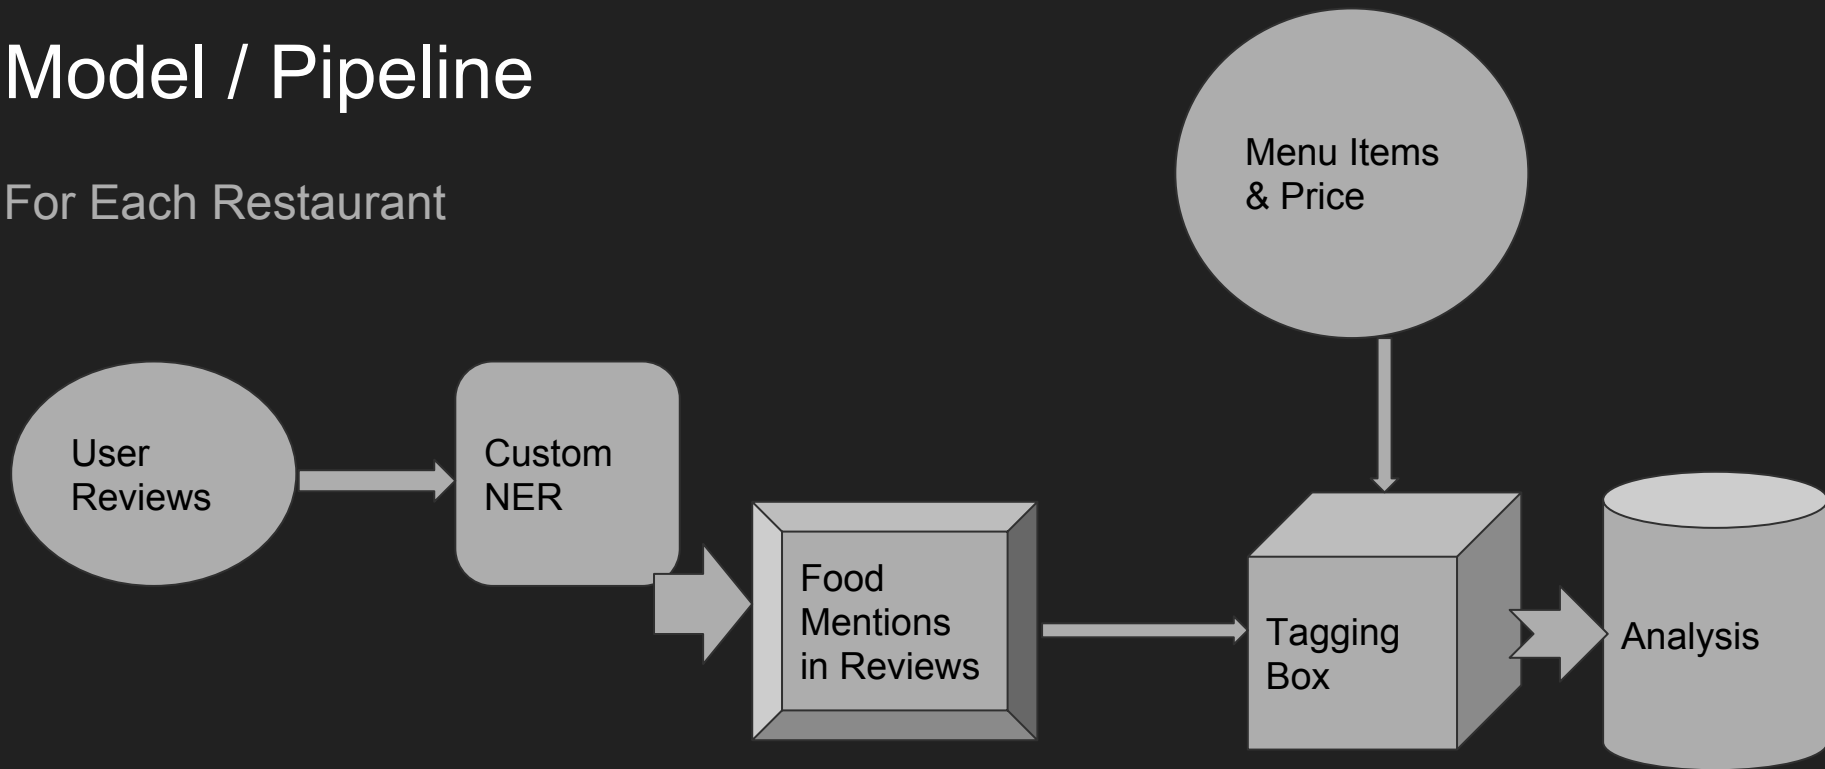 Model / Pipeline
For Each Restaurant
Menu Items
& Price
User
Reviews
Custom
NER
Food
Mentions
in Reviews
Tagging
Box
Analysis